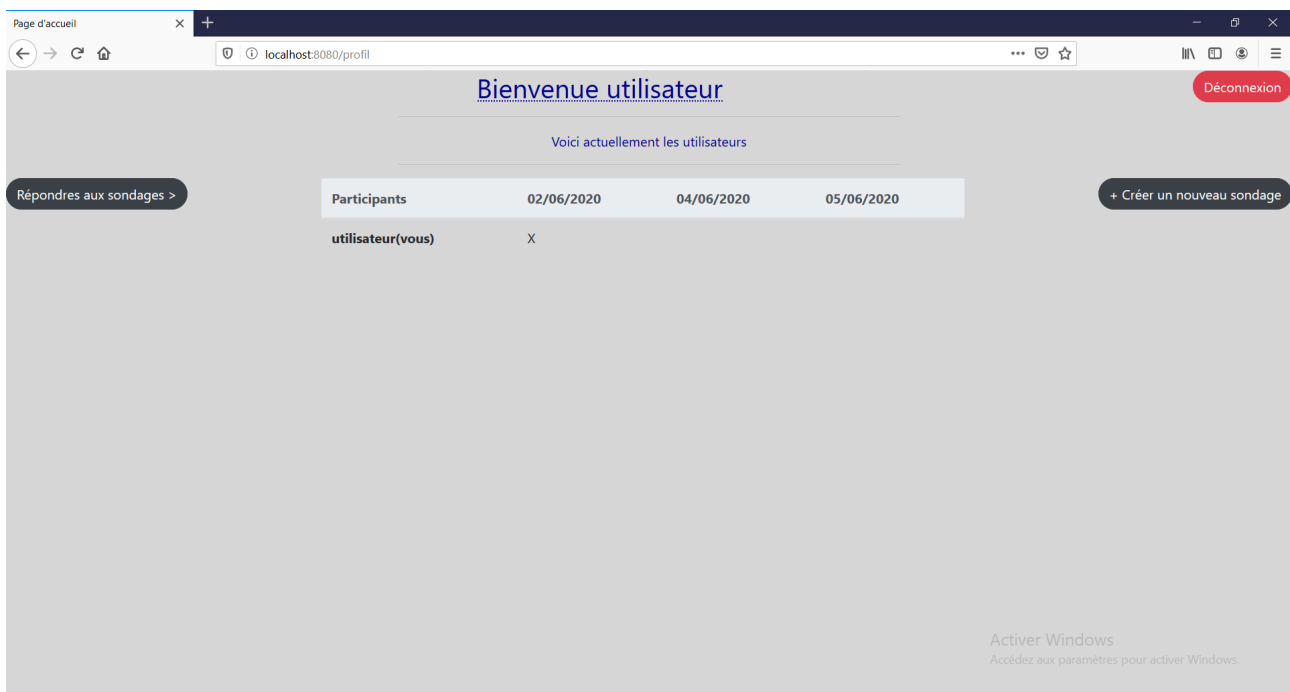 Page d'accueil
localhost:8080/profil
Bienvenue utilisateur
Déconnexion
Voici actuellement les utilisateurs
Répondres aux sondages >
+ Créer un nouveau sondage
Participants 02/06/2020 04/06/2020 05/06/2020
utilisateur(vous) X
Activer Windows
Accédez aux paramètres pour activer Windows.